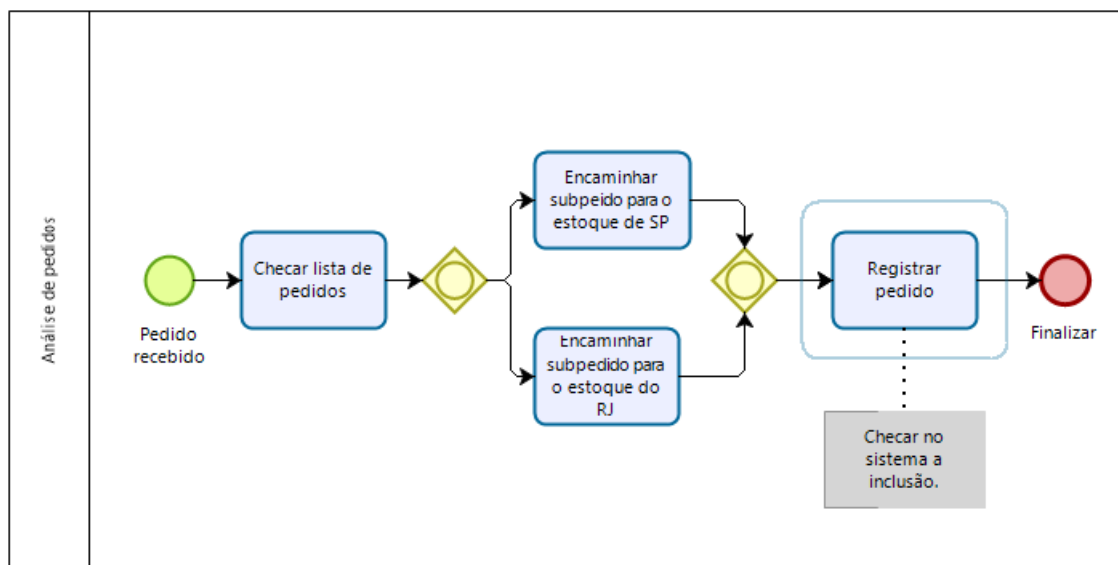 Análise de pedidos
Pedido
recebido
Checar lista de
pedidos
Encaminhar
subpeido para o
estoque de SP
Encaminhar
subpedido para
o estoque do
RJ
Registrar
pedido
Checar no
sistema a
inclusão.
Finalizar